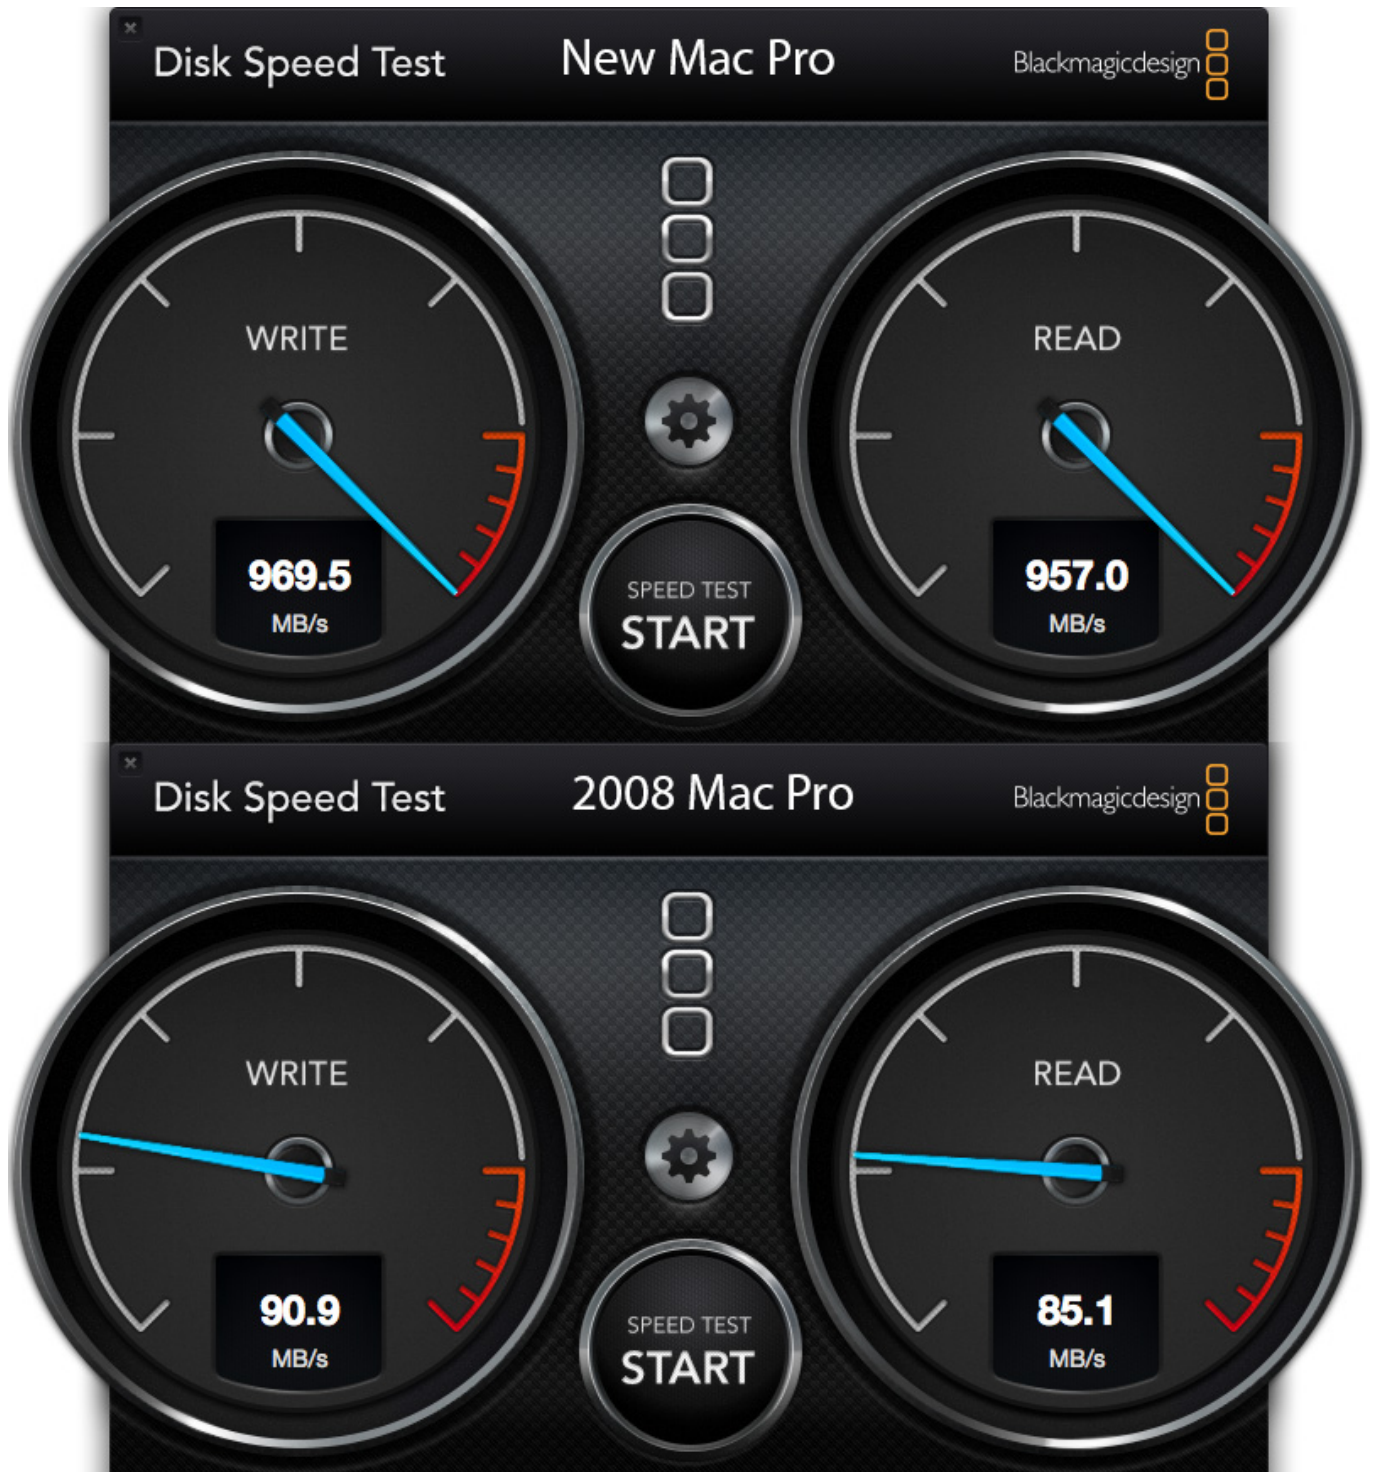 Disk Speed Test
New Mac Pro
Blackmagicdesign
WRITE
READ
969.5
MB/s
957.0
MB/s
SPEED TEST
START
Disk Speed Test
2008 Mac Pro
Blackmagicdesign
WRITE
READ
90.9
MB/s
85.1
MB/s
SPEED TEST
START